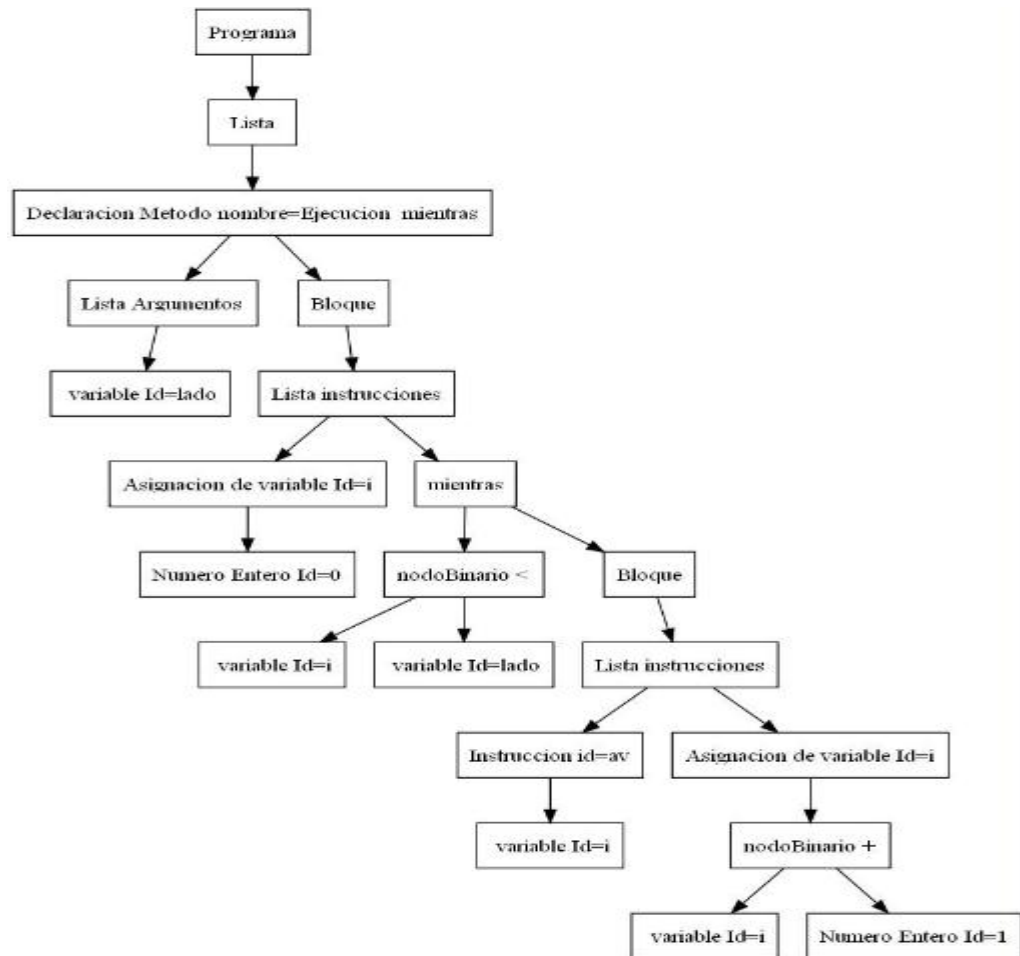 Programa
Lista
Declaracion Metodo nombre=Ejecucion mientras
Lista Argumentos
Bloque
variable Id=lado
Lista instrucciones
Asignacion de variable Id=i
mientras
Numero Entero Id=0
nodoBinario <
Bloque
variable Id=i
variable Id=lado
Lista instrucciones
Instruccion id=av
Asignacion de variable Id=i
variable Id=i
nodoBinario +
variable Id=i
Numero Entero Id=1